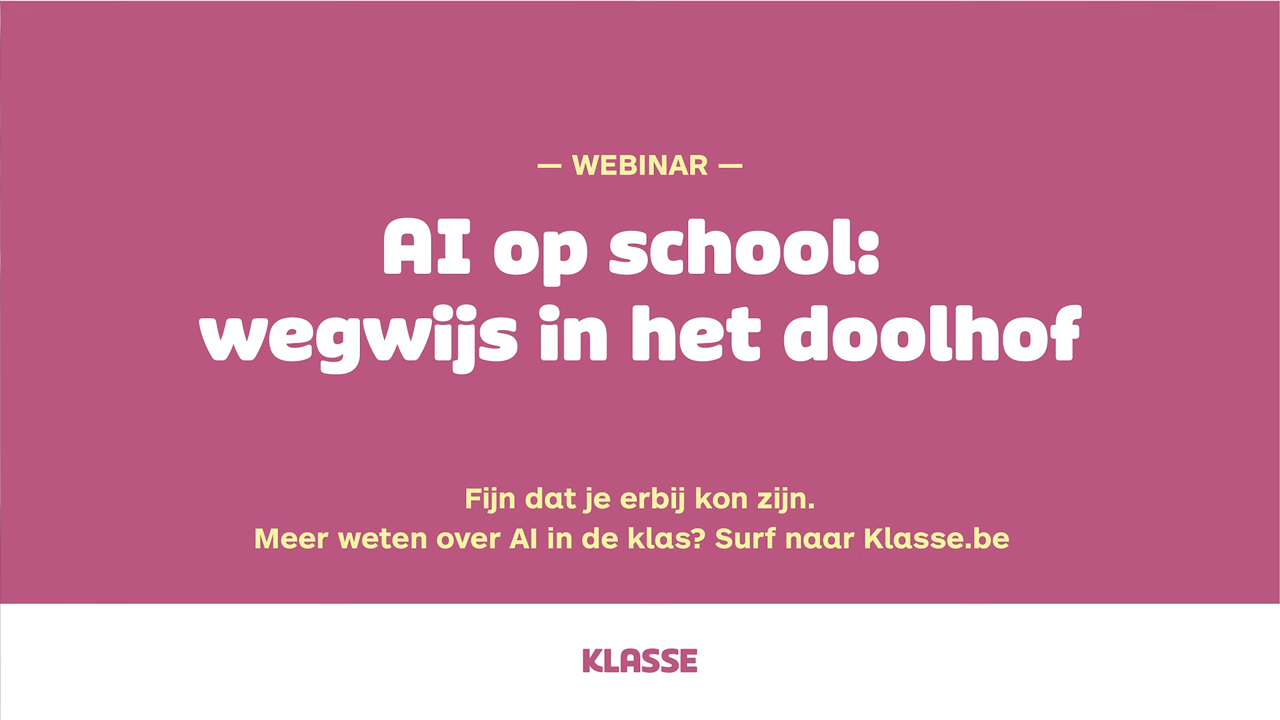 — WEBINAR —
AI op school:
wegwijs in het doolhof
Fijn dat je erbij kon zijn.
Meer weten over AI in de klas? Surf naar Klasse.be
KLASSE